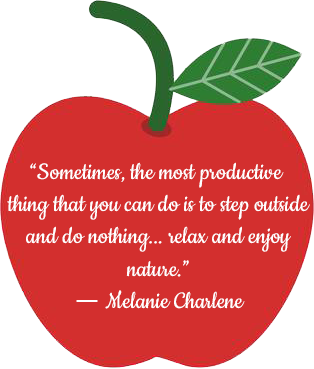 “Sometimes, the most productive
thing that you can do is to step outside
and do nothing... relax and enjoy
nature.”
— Melanie Charlene